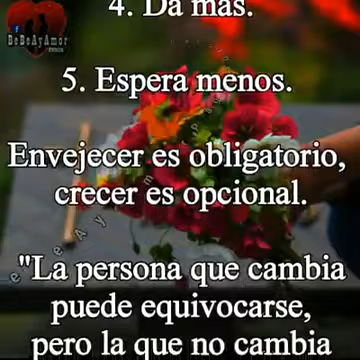 4. Da más.
BeBeAyAmor
5. Espera menos.
Envejecer es obligatorio,
crecer es opcional.
"La persona que cambia
puede equivocarse,
pero la que no cambia